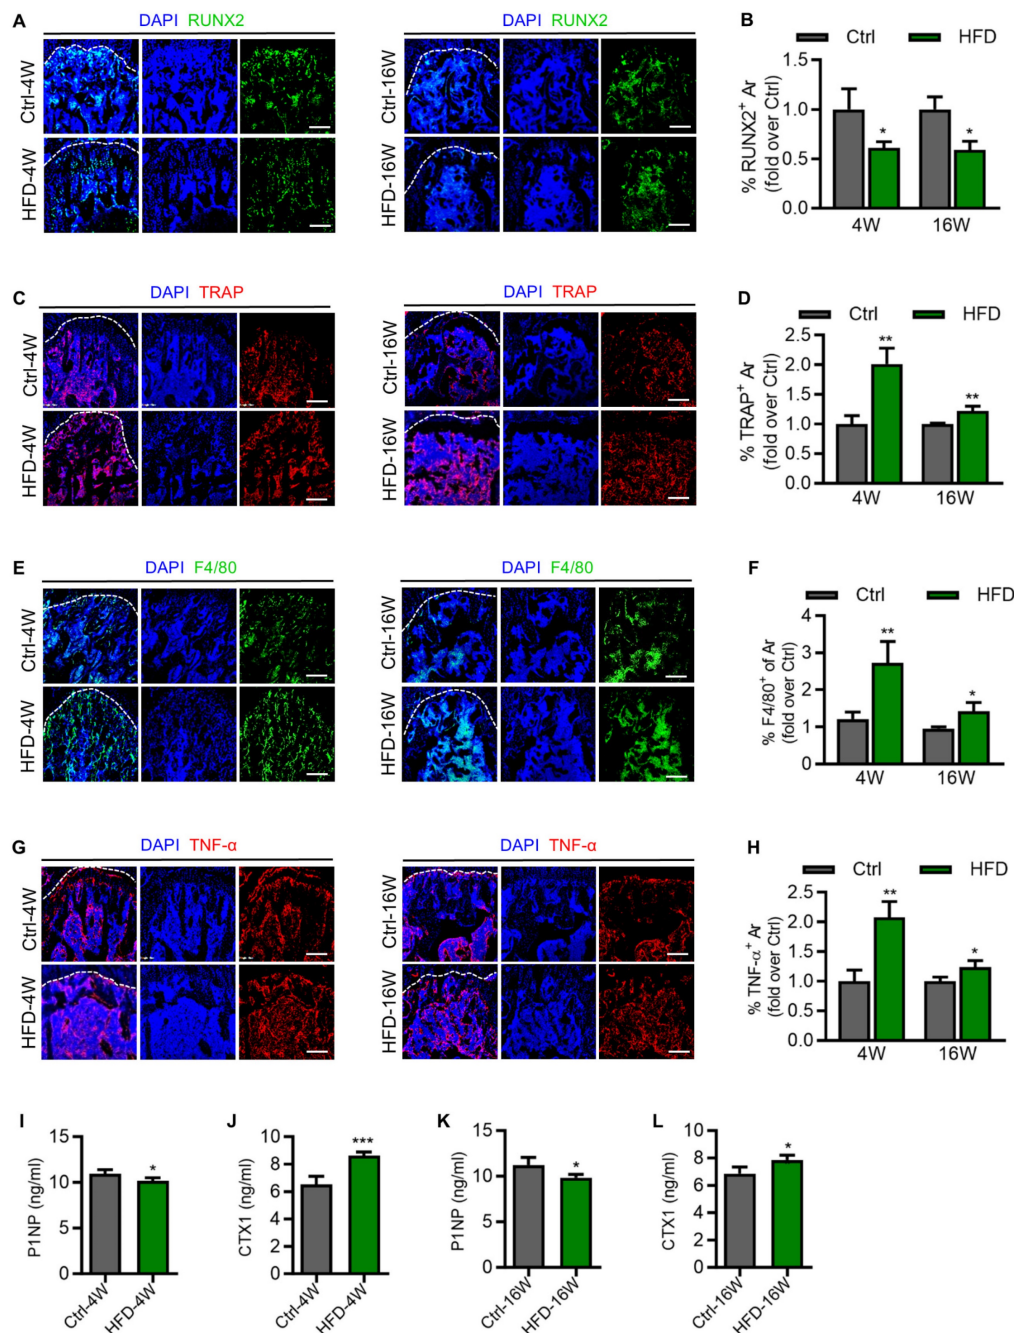 A
DAPI RUNX2
DAPI RUNX2
Ctrl-4W
HFD-4W
Ctrl-16W
HFD-16W
B
Ctrl HFD
% RUNX2+ Ar
(fold over Ctrl)
1.5
1.0
0.5
0.0
* *
4W 16W
C
DAPI TRAP
DAPI TRAP
Ctrl-4W
HFD-4W
Ctrl-16W
HFD-16W
D
Ctrl HFD
% TRAP+ Ar
(fold over Ctrl)
2.5
2.0
1.5
1.0
0.5
0.0
** **
4W 16W
E
DAPI F4/80
DAPI F4/80
Ctrl-4W
HFD-4W
Ctrl-16W
HFD-16W
F
Ctrl HFD
% F4/80+ of Ar
(fold over Ctrl)
4
3
2
1
0
** *
4W 16W
G
DAPI TNF-α
DAPI TNF-α
Ctrl-4W
HFD-4W
Ctrl-16W
HFD-16W
H
Ctrl HFD
% TNF-α+ Ar
(fold over Ctrl)
2.5
2.0
1.5
1.0
0.5
0.0
** *
4W 16W
I
P1NP (ng/ml)
15
10
5
0
*
Ctrl-4W HFD-4W
J
CTX1 (ng/ml)
10
8
6
4
2
0
***
Ctrl-4W HFD-4W
K
P1NP (ng/ml)
15
10
5
0
*
Ctrl-16W HFD-16W
L
CTX1 (ng/ml)
10
8
6
4
2
0
*
Ctrl-16W HFD-16W